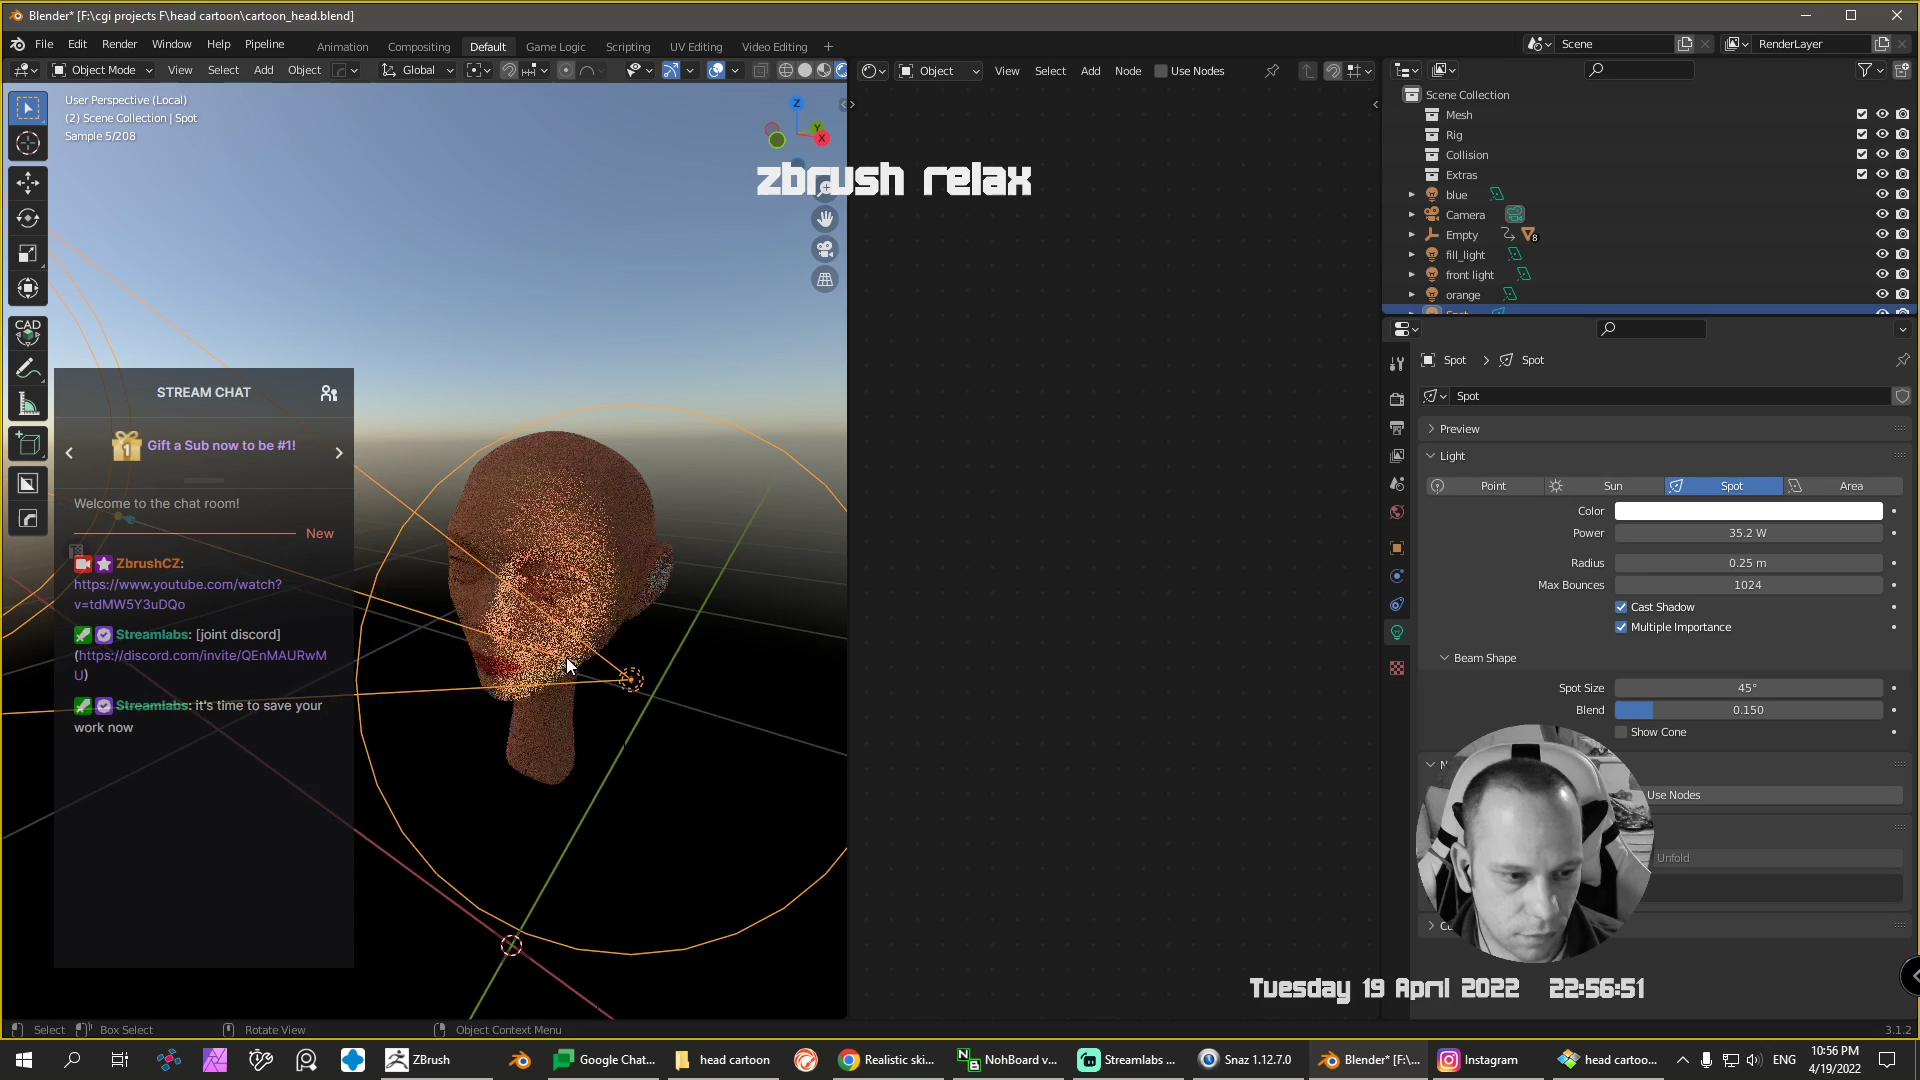 Blender* [F:\cgi projects F\head cartoon\cartoon_head.blend]
File Edit Render Window Help Pipeline
Animation Compositing Default Game Logic Scripting UV Editing Video Editing +
Scene
RenderLayer
Object Mode View Select Add Object Global
Object View Select Add Node Use Nodes
User Perspective (Local)
(2) Scene Collection | Spot
Sample 5/208
Z
Y
X
zbrush relax
CAD
STREAM CHAT
1
Gift a Sub now to be #1!
Welcome to the chat room!
New
ZbrushCZ:
https://www.youtube.com/watch?
v=tdMW5Y3uDQo
Streamlabs: [joint discord]
(https://discord.com/invite/QEnMAURwM
U)
Streamlabs: it's time to save your
work now
Scene Collection
Mesh
Rig
Collision
Extras
blue
Camera
Empty
8
fill_light
front light
orange
Spot
Spot > Spot
Spot
Preview
Light
Point Sun Spot Area
Color
Power 35.2 W
Radius 0.25 m
Max Bounces 1024
Cast Shadow
Multiple Importance
Beam Shape
Spot Size 45°
Blend 0.150
Show Cone
Use Nodes
Unfold
Tuesday 19 April 2022 22:56:51
Select Box Select Rotate View Object Context Menu
3.1.2
ZBrush
Google Chat...
head cartoon
Realistic ski...
NohBoard v...
Streamlabs ...
Snaz 1.12.7.0
Blender* [F:\...
Instagram
head cartoo...
ENG
10:56 PM
4/19/2022